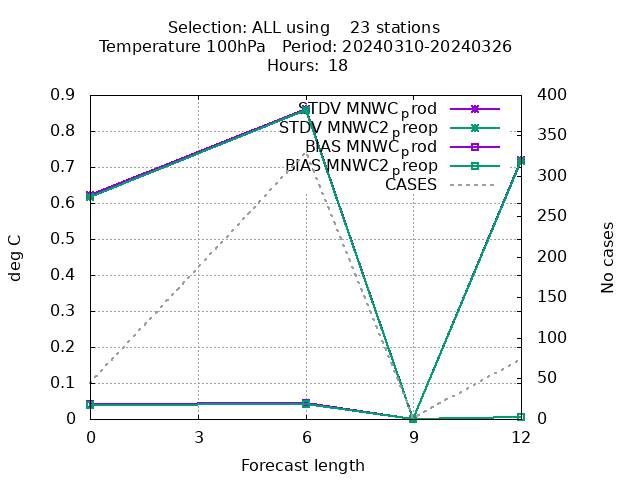 Selection: ALL using    23 stations
Temperature 100hPa   Period: 20240310-20240326
Hours:  18
0.9 400
STDV MNWC_prod
0.8 350
STDV MNWC2_preop
BIAS MNWC_prod
0.7 300
BIAS MNWC2_preop
CASES
0.6 250
0.5 200
deg C
No cases
0.4 150
0.3 100
0.2 50
0.1
0 0
0 3 6 9 12
Forecast length